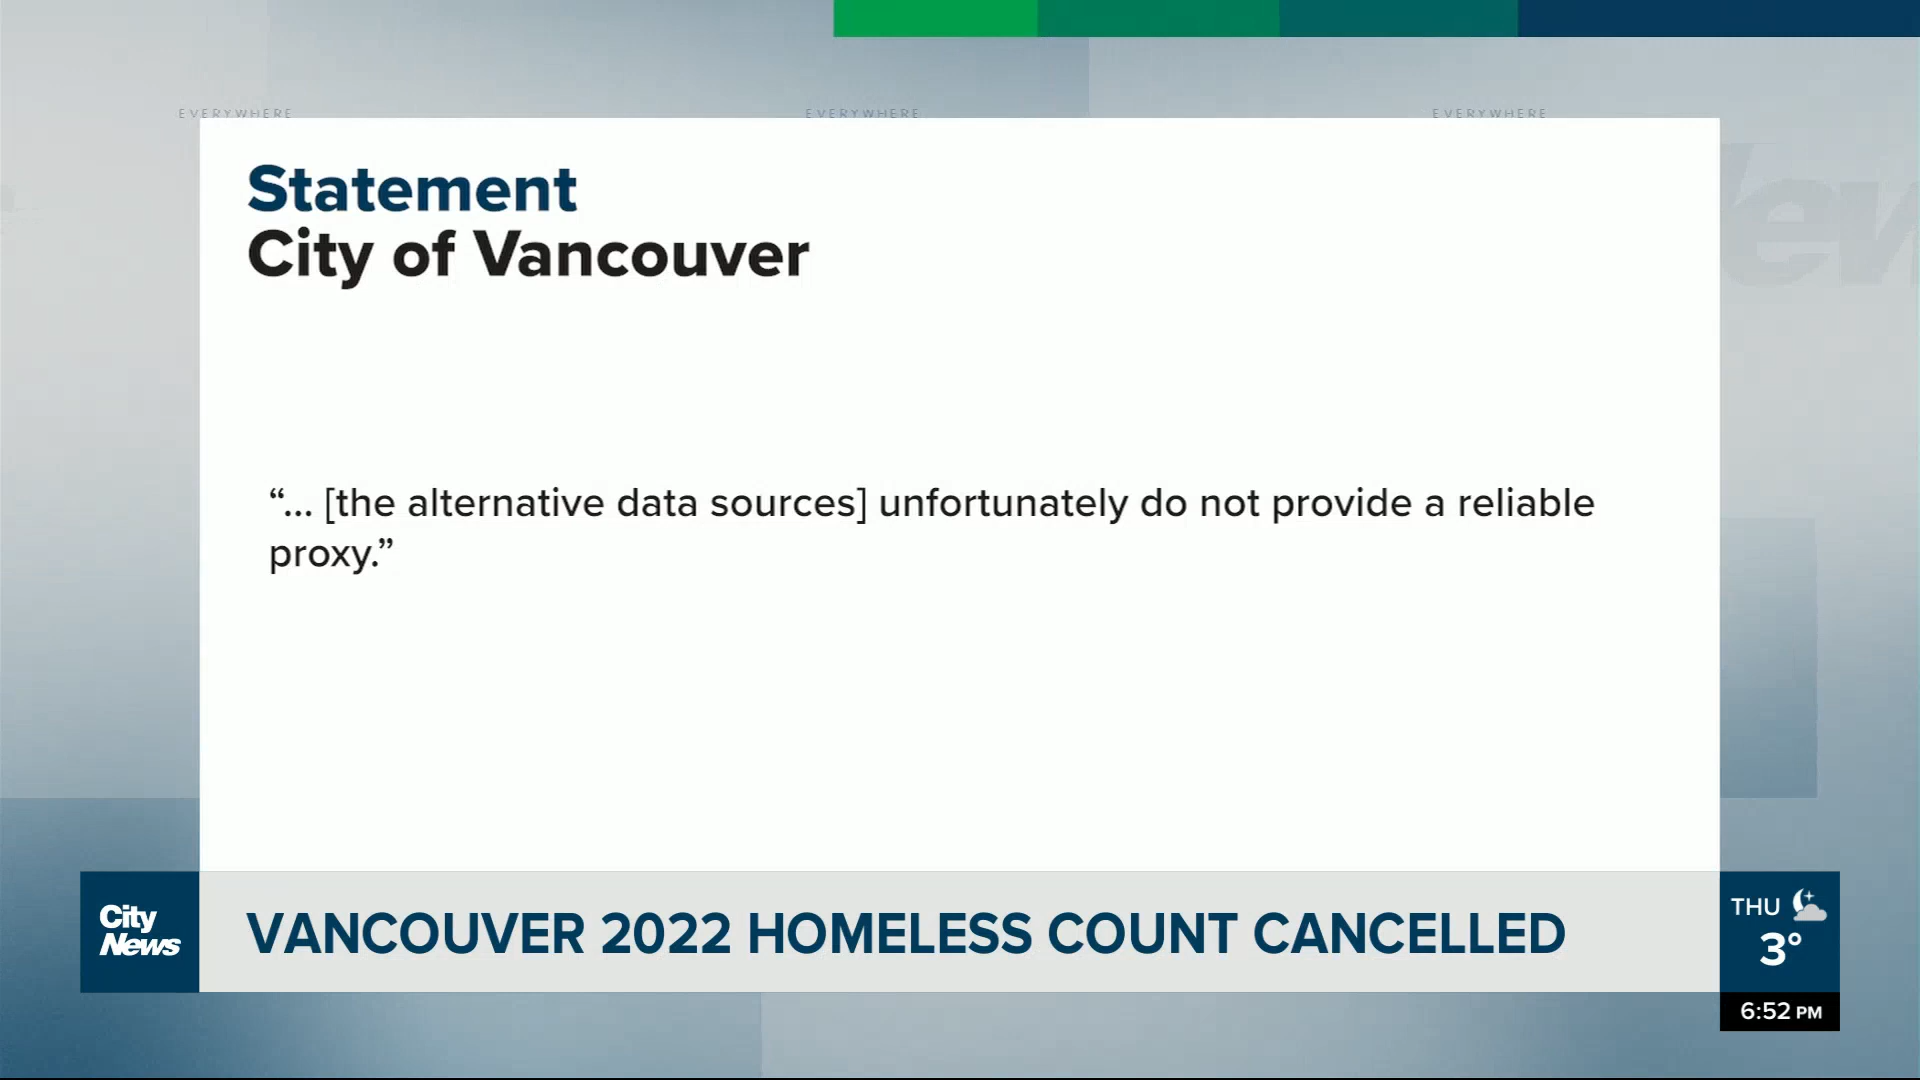 EVERYWHERE EVERYWHERE EVERYWHERE
Statement
City of Vancouver
“... [the alternative data sources] unfortunately do not provide a reliable
proxy.”
City
News
VANCOUVER 2022 HOMELESS COUNT CANCELLED
THU
3°
6:52 PM